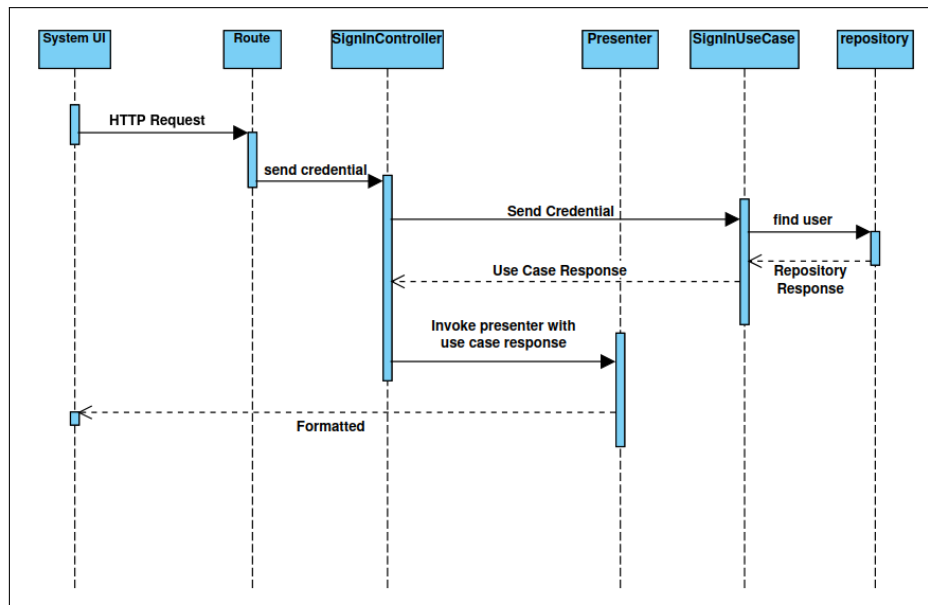 System UI
Route
SignInController
Presenter
SignInUseCase
repository
HTTP Request
send credential
Send Credential
find user
Use Case Response
Repository
Response
Invoke presenter with
use case response
Formatted